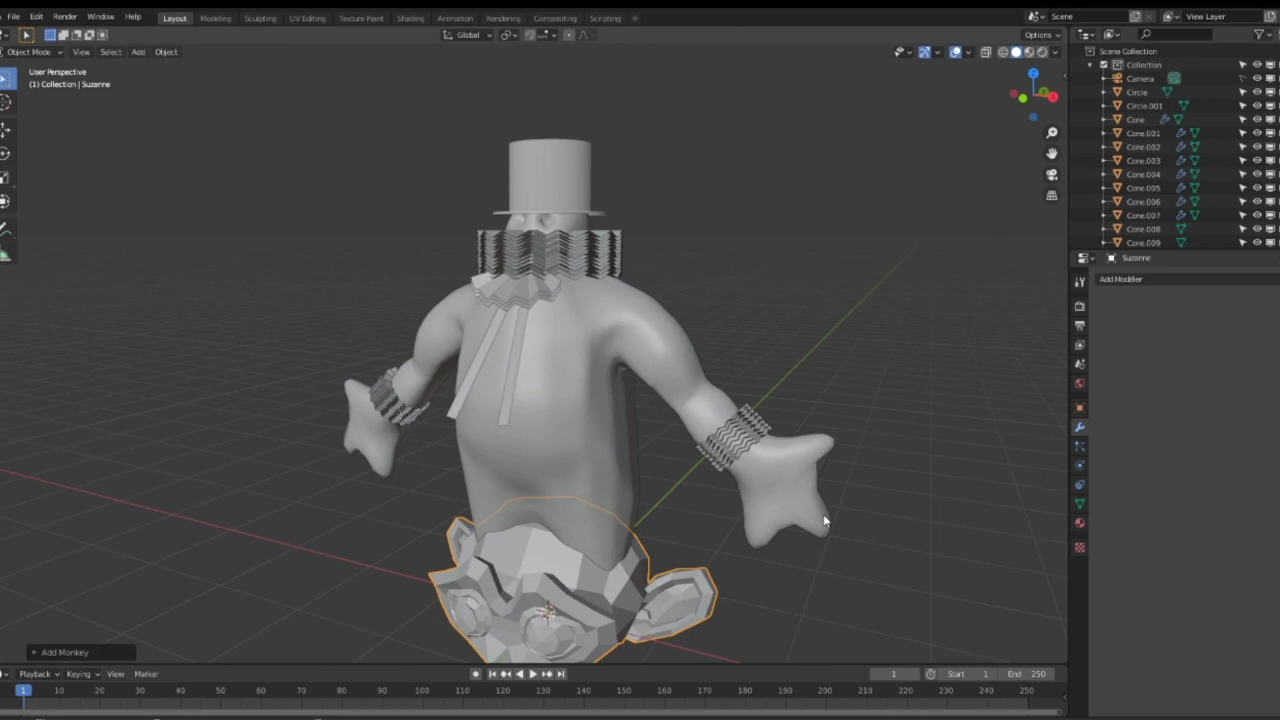 File Edit Render Window Help Layout Modeling Sculpting UV Editing Texture Paint Shading Animation Rendering Compositing Scripting + Scene View Layer
Global Options
Object Mode View Select Add Object
User Perspective
(1) Collection | Suzanne
Z
X
Scene Collection
Collection
Camera
Circle
Circle.001
Cone
Cone.001
Cone.002
Cone.003
Cone.004
Cone.005
Cone.006
Cone.007
Cone.008
Cone.009
Suzanne
Add Modifier
Add Monkey
Playback Keying View Marker 1 Start 1 End 250
1 10 20 30 40 50 60 70 80 90 100 110 120 130 140 150 160 170 180 190 200 210 220 230 240 250